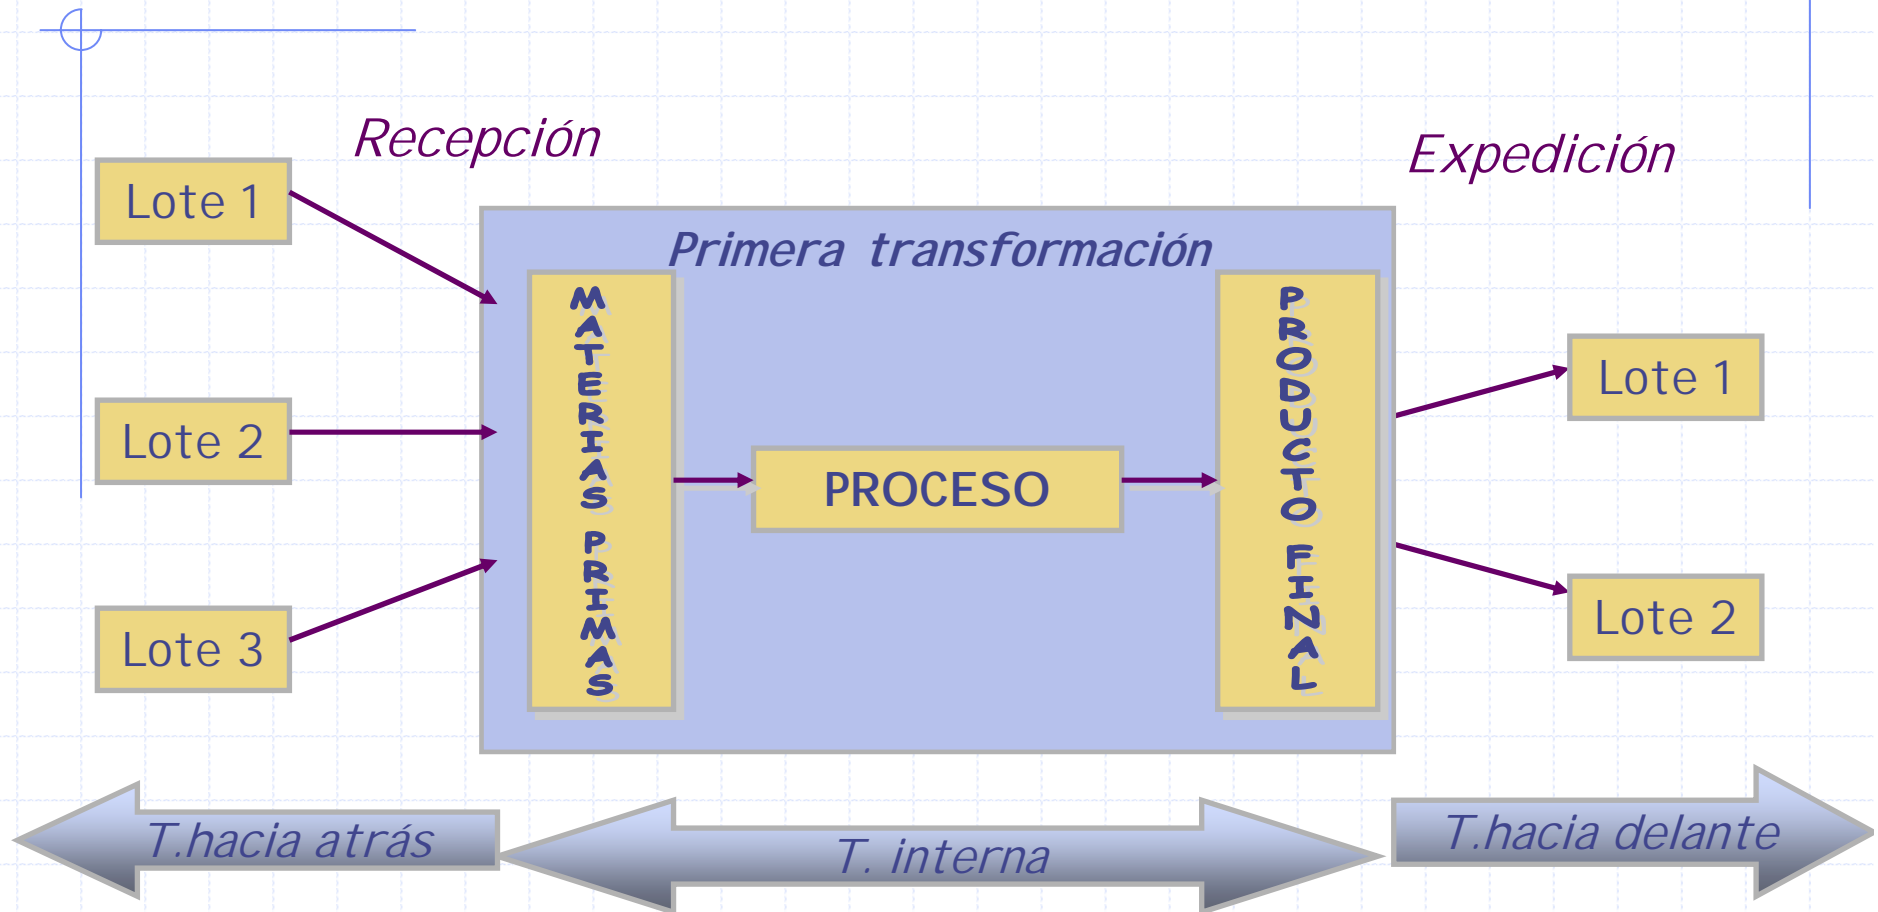 Recepción
Expedición
Lote 1
Lote 2
Lote 3
Primera transformación
MATERIAS PRIMAS
PROCESO
PRODUCTO FINAL
Lote 1
Lote 2
T.hacia atrás
T. interna
T.hacia delante